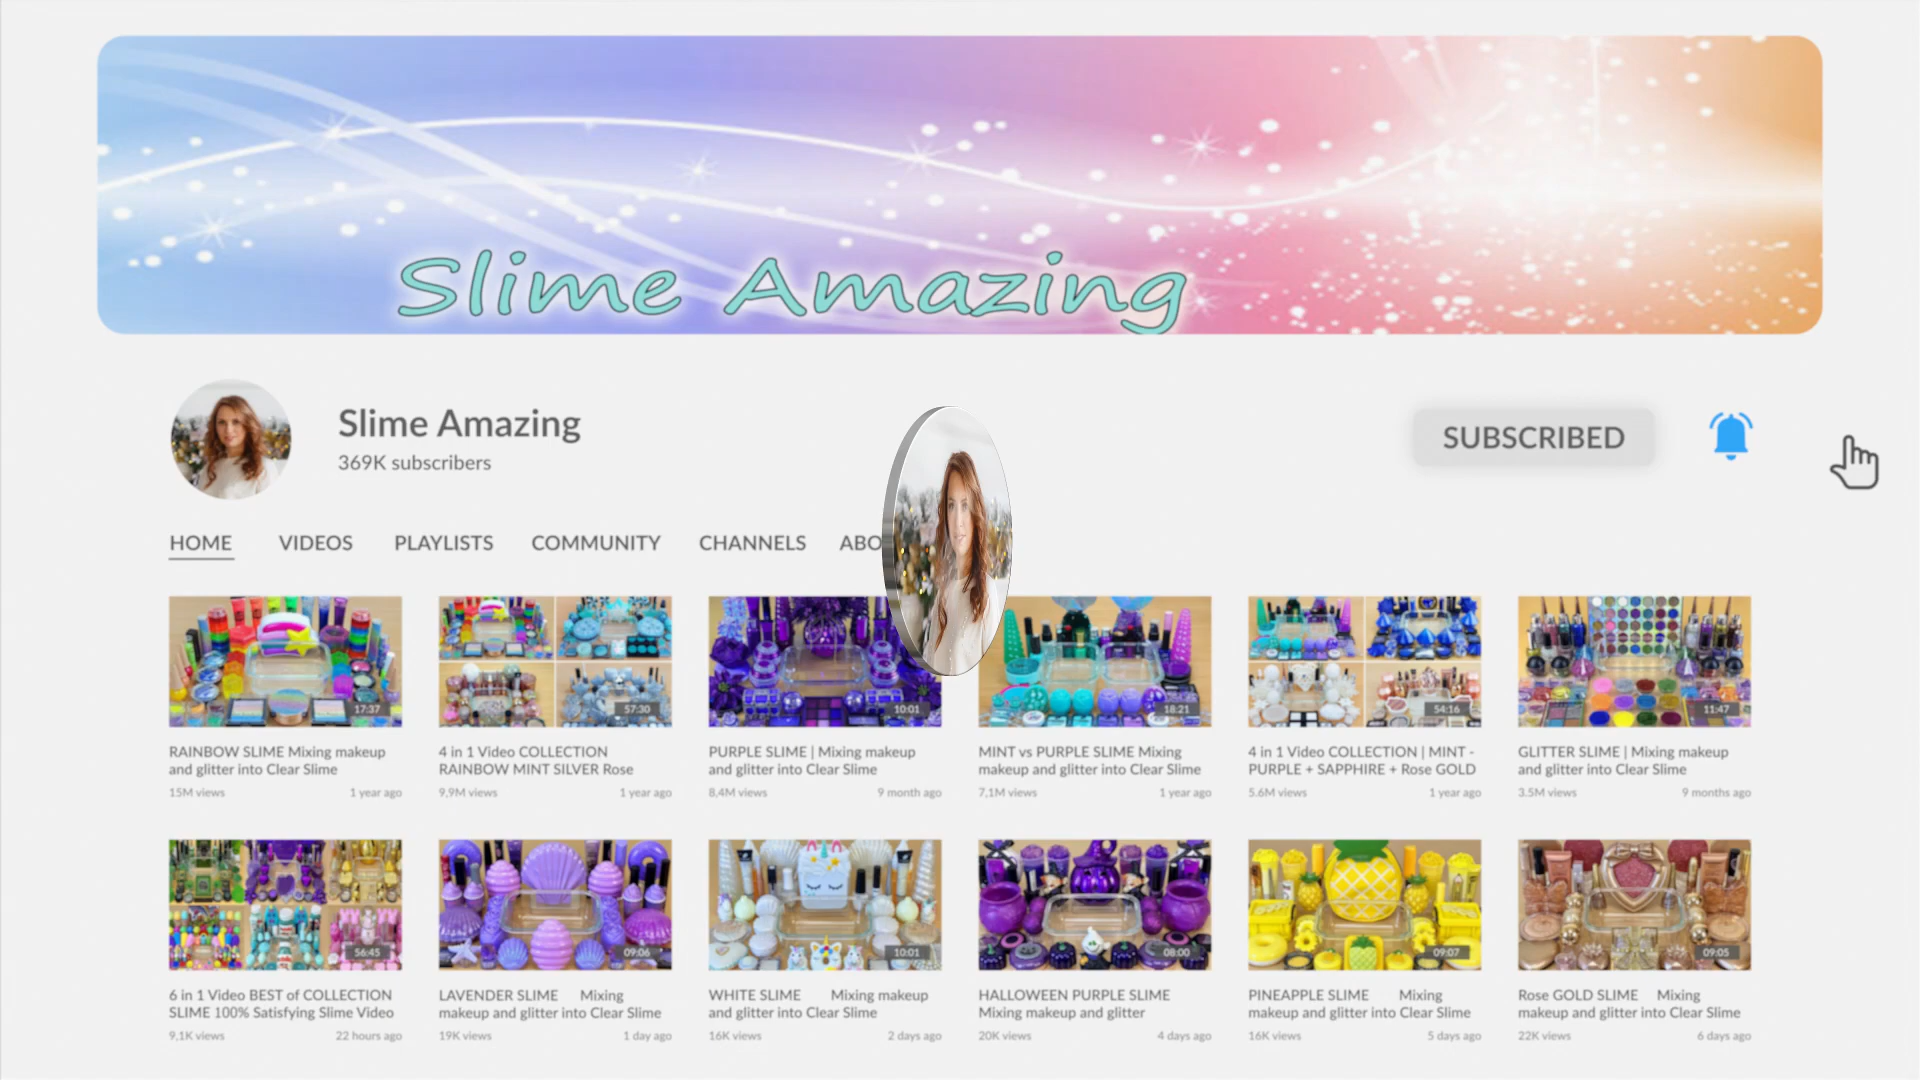 Slime Amazing
Slime Amazing
369K subscribers
SUBSCRIBED
HOME VIDEOS PLAYLISTS COMMUNITY CHANNELS ABO
17:37 57:30 10:01 18:21 54:16 11:47
RAINBOW SLIME Mixing makeup
and glitter into Clear Slime
15M views 1 year ago
4 in 1 Video COLLECTION
RAINBOW MINT SILVER Rose
9,9M views 1 year ago
PURPLE SLIME | Mixing makeup
and glitter into Clear Slime
8,4M views 9 month ago
MINT vs PURPLE SLIME Mixing
makeup and glitter into Clear Slime
7,1M views 1 year ago
4 in 1 Video COLLECTION | MINT -
PURPLE + SAPPHIRE + Rose GOLD
5.6M views 1 year ago
GLITTER SLIME | Mixing makeup
and glitter into Clear Slime
3.5M views 9 months ago
56:45 09:06 10:01 08:00 09:07 09:05
6 in 1 Video BEST of COLLECTION
SLIME 100% Satisfying Slime Video
9,1K views 22 hours ago
LAVENDER SLIME Mixing
makeup and glitter into Clear Slime
19K views 1 day ago
WHITE SLIME Mixing makeup
and glitter into Clear Slime
16K views 2 days ago
HALLOWEEN PURPLE SLIME
Mixing makeup and glitter
20K views 4 days ago
PINEAPPLE SLIME Mixing
makeup and glitter into Clear Slime
16K views 5 days ago
Rose GOLD SLIME Mixing
makeup and glitter into Clear Slime
22K views 6 days ago